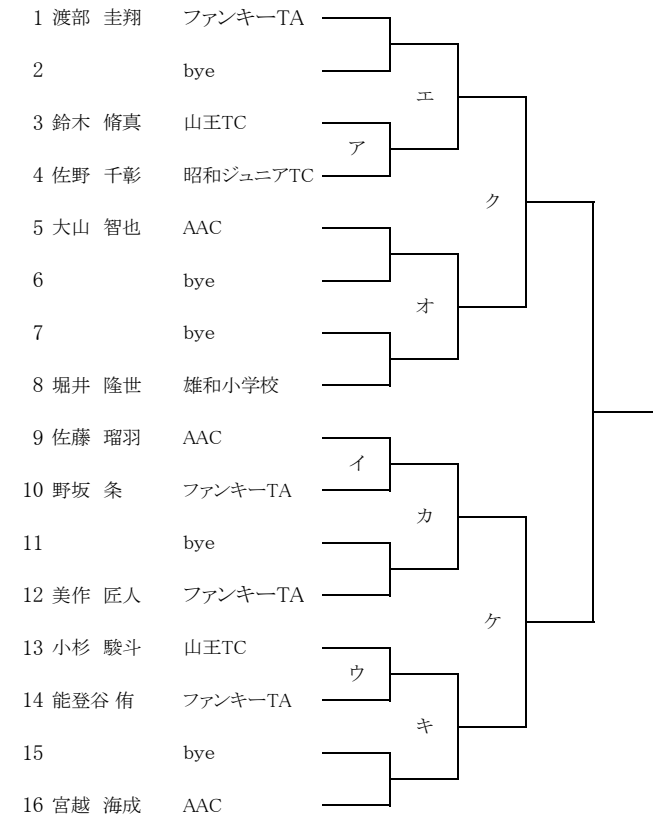 1 渡部 圭翔 ファンキーTA
2 bye
エ
3 鈴木 脩真 山王TC
ア
4 佐野 千彰 昭和ジュニアTC
ク
5 大山 智也 AAC
6 bye
オ
7 bye
8 堀井 隆世 雄和小学校
9 佐藤 瑠羽 AAC
イ
10 野坂 条 ファンキーTA
カ
11 bye
12 美作 匠人 ファンキーTA
ケ
13 小杉 駿斗 山王TC
ウ
14 能登谷 侑 ファンキーTA
キ
15 bye
16 宮越 海成 AAC